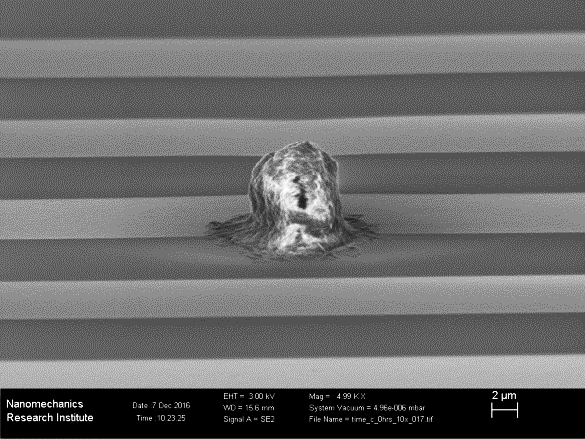 Nanomechanics
Research Institute
Date :7 Dec 2016
Time :10:23:25
EHT = 3.00 kV
WD = 15.6 mm
Signal A = SE2
Mag = 4.99 K X
System Vacuum = 4.96e-006 mbar
File Name = time_c_0hrs_10x_017.tif
2 µm